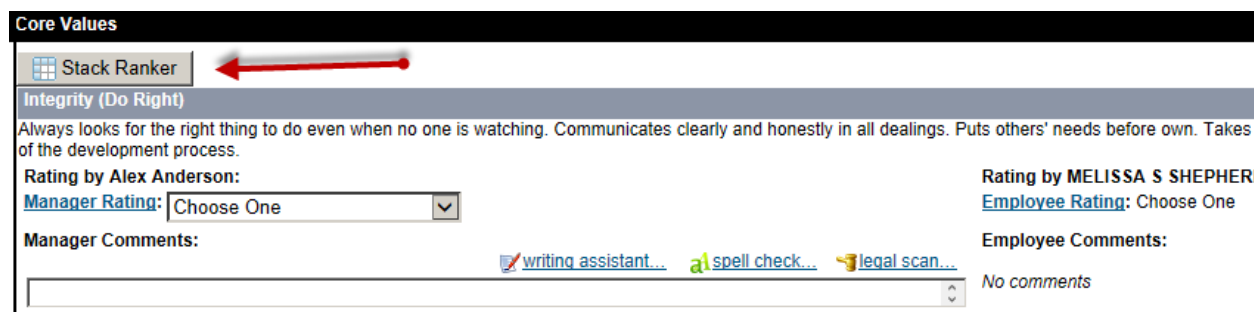 Core Values
Stack Ranker
Integrity (Do Right)
Always looks for the right thing to do even when no one is watching. Communicates clearly and honestly in all dealings. Puts others' needs before own. Takes
of the development process.
Rating by Alex Anderson:
Manager Rating: Choose One
Manager Comments:
writing assistant... spell check... legal scan...
Rating by MELISSA S SHEPHER
Employee Rating: Choose One
Employee Comments:
No comments